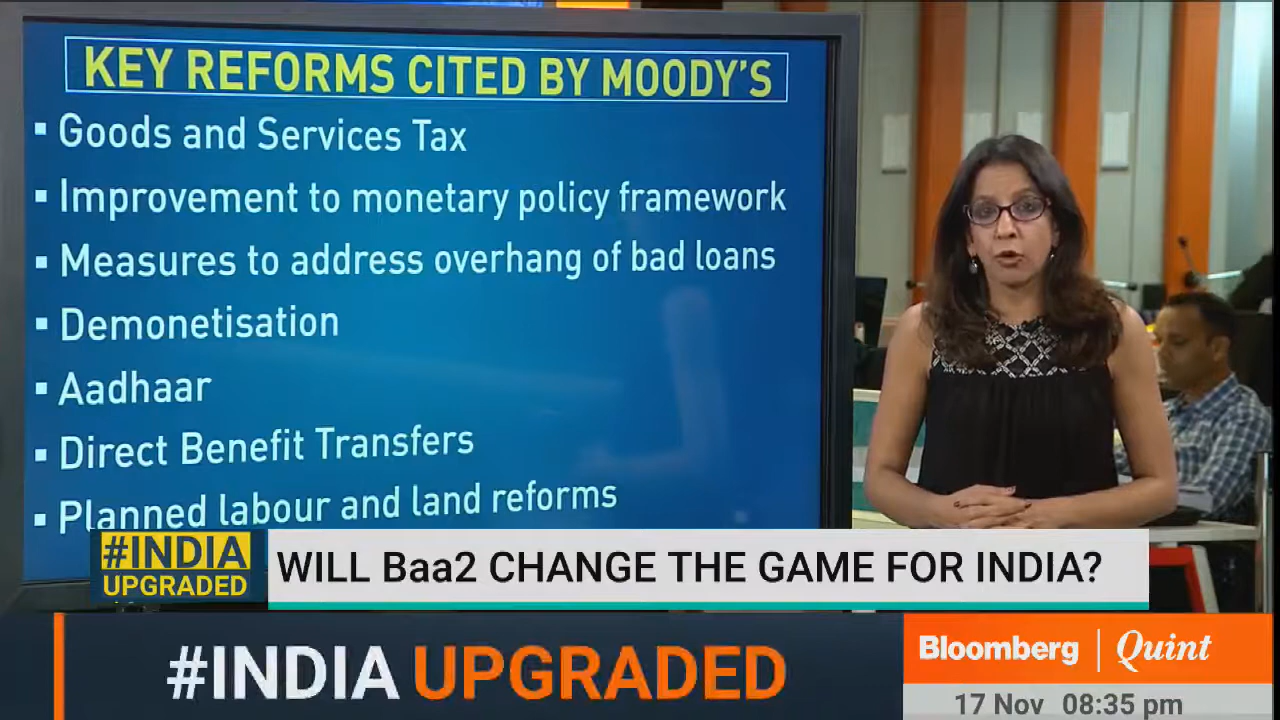 KEY REFORMS CITED BY MOODY'S
▪ Goods and Services Tax
▪ Improvement to monetary policy framework
▪ Measures to address overhang of bad loans
▪ Demonetisation
▪ Aadhaar
▪ Direct Benefit Transfers
▪ Planned labour and land reforms
#INDIA
UPGRADED
WILL Baa2 CHANGE THE GAME FOR INDIA?
#INDIA UPGRADED
Bloomberg | Quint
17 Nov 08:35 pm